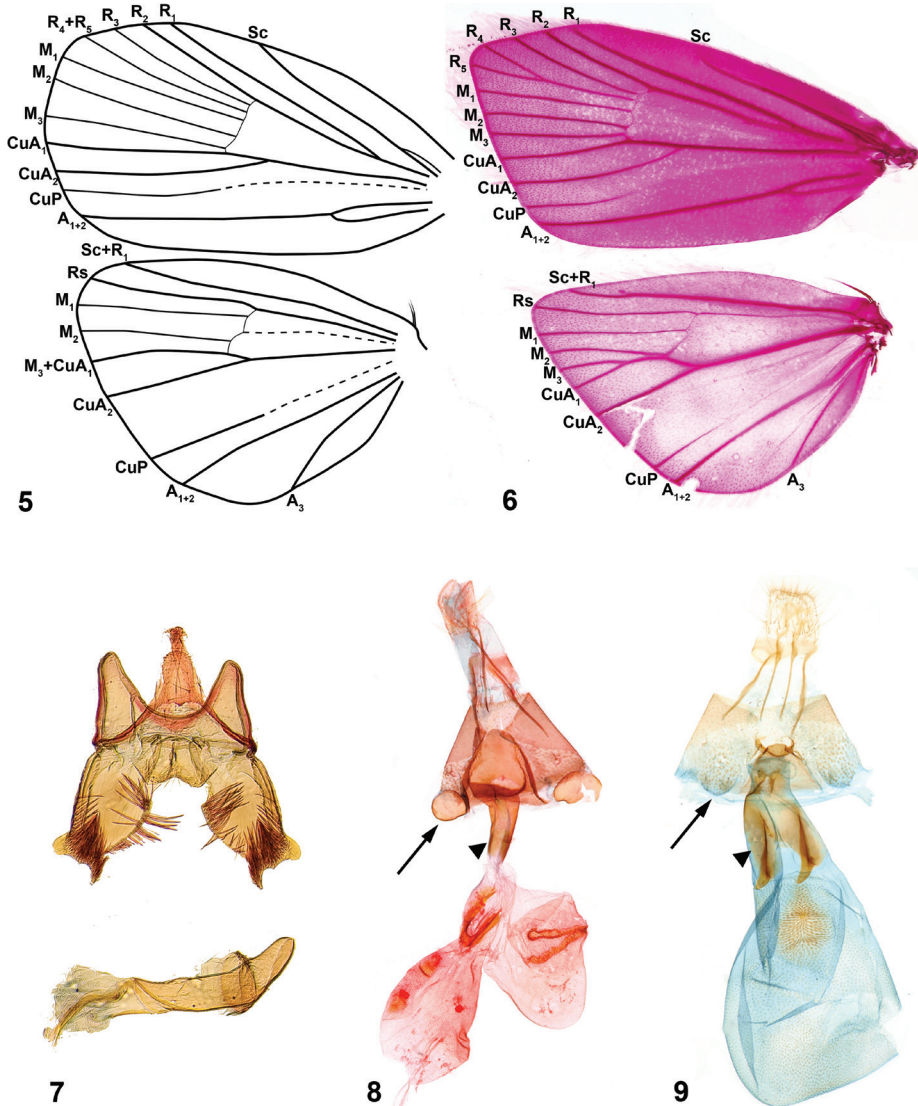 R₄+R₅ R₃ R₂ R₁ Sc
M₁
M₂
M₃
CuA₁
CuA₂
CuP
A₁₊₂
Sc+R₁
Rs
M₁
M₂
M₃+CuA₁
CuA₂
CuP
A₁₊₂
A₃
5
R₅ R₄ R₃ R₂ R₁ Sc
M₁
M₂
M₃
CuA₁
CuA₂
CuP
A₁₊₂
Sc+R₁
Rs
M₁
M₂
M₃
CuA₁
CuA₂
CuP
A₁₊₂
A₃
6
7
8
9